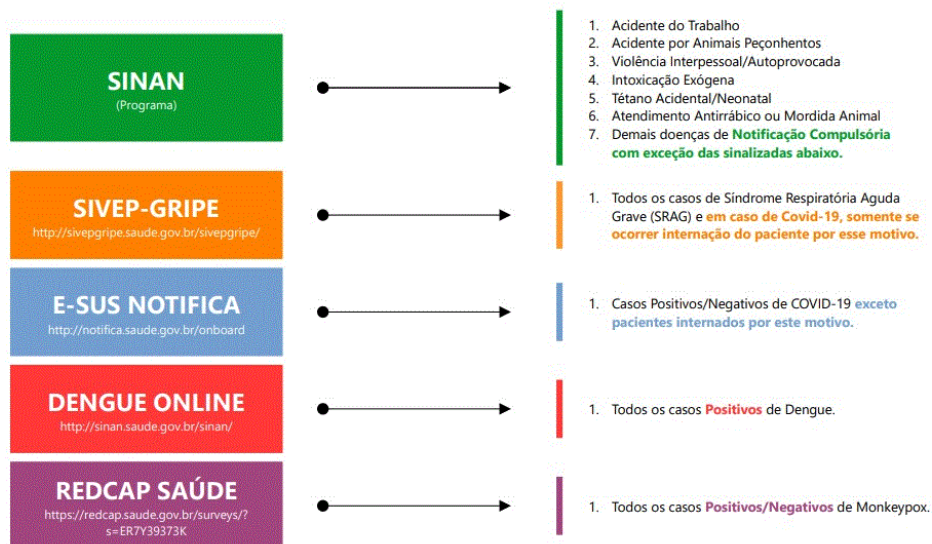 SINAN
(Programa)
1. Acidente do Trabalho
2. Acidente por Animais Peçonhentos
3. Violência Interpessoal/Autoprovocada
4. Intoxicação Exógena
5. Tétano Acidental/Neonatal
6. Atendimento Antirrábico ou Mordida Animal
7. Demais doenças de Notificação Compulsória
com exceção das sinalizadas abaixo.
SIVEP-GRIPE
http://sivepgripe.saude.gov.br/sivepgripe/
1. Todos os casos de Síndrome Respiratória Aguda
Grave (SRAG) e em caso de Covid-19, somente se
ocorrer internação do paciente por esse motivo.
E-SUS NOTIFICA
http://notifica.saude.gov.br/onboard
1. Casos Positivos/Negativos de COVID-19 exceto
pacientes internados por este motivo.
DENGUE ONLINE
http://sinan.saude.gov.br/sinan/
1. Todos os casos Positivos de Dengue.
REDCAP SAÚDE
https://redcap.saude.gov.br/surveys/?
s=ER7Y39373K
1. Todos os casos Positivos/Negativos de Monkeypox.